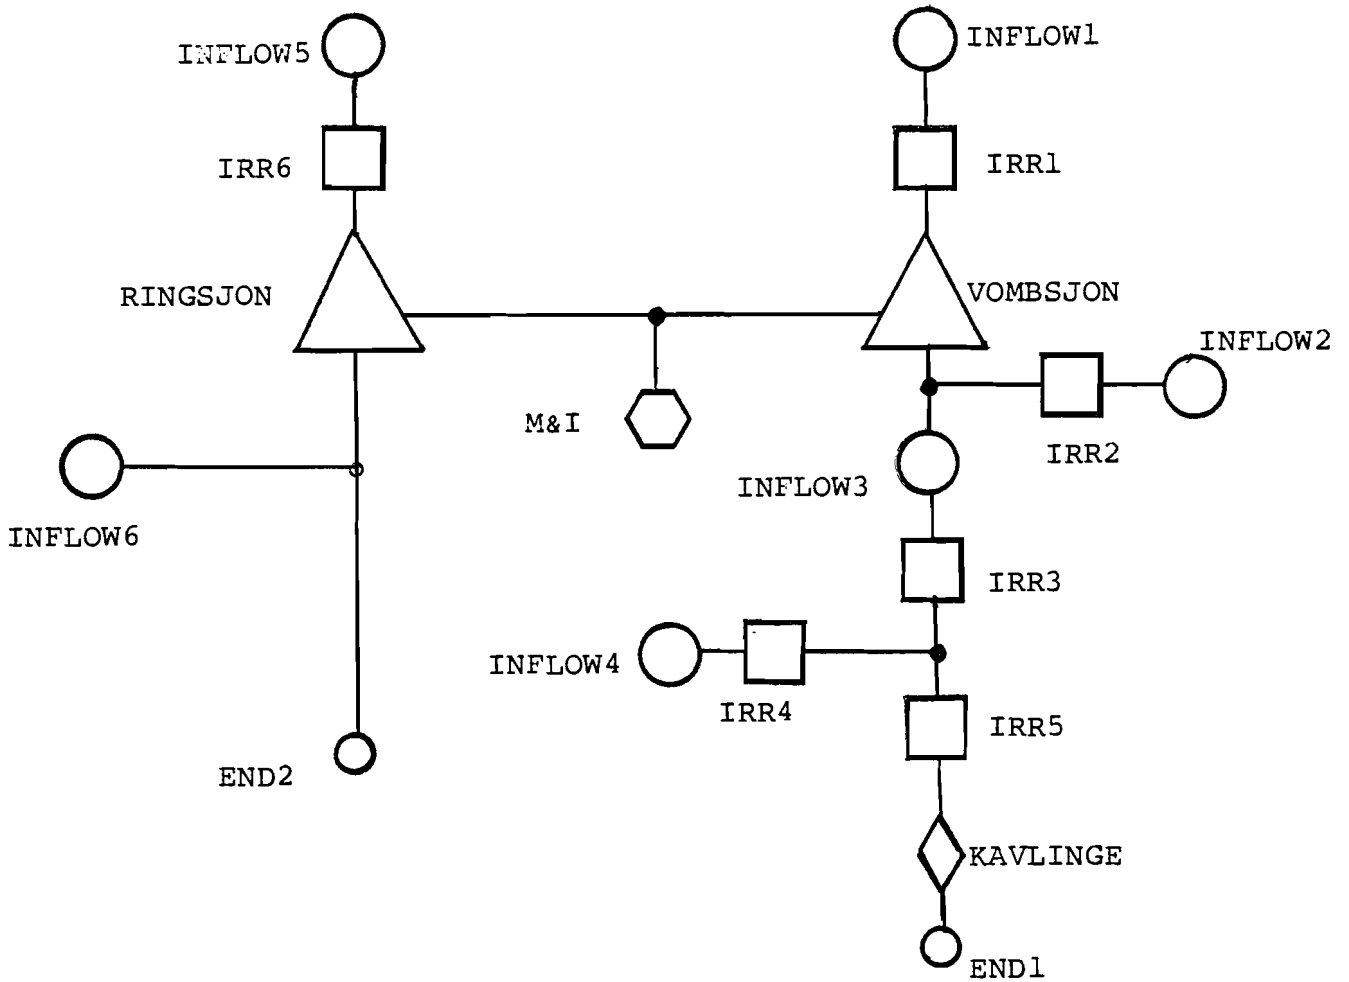 INFLOW5
INFLOW1
IRR6
IRR1
RINGSJON
VOMBSJON
INFLOW2
M&I
IRR2
INFLOW3
INFLOW6
IRR3
INFLOW4
IRR4
IRR5
END2
KAVLINGE
END1